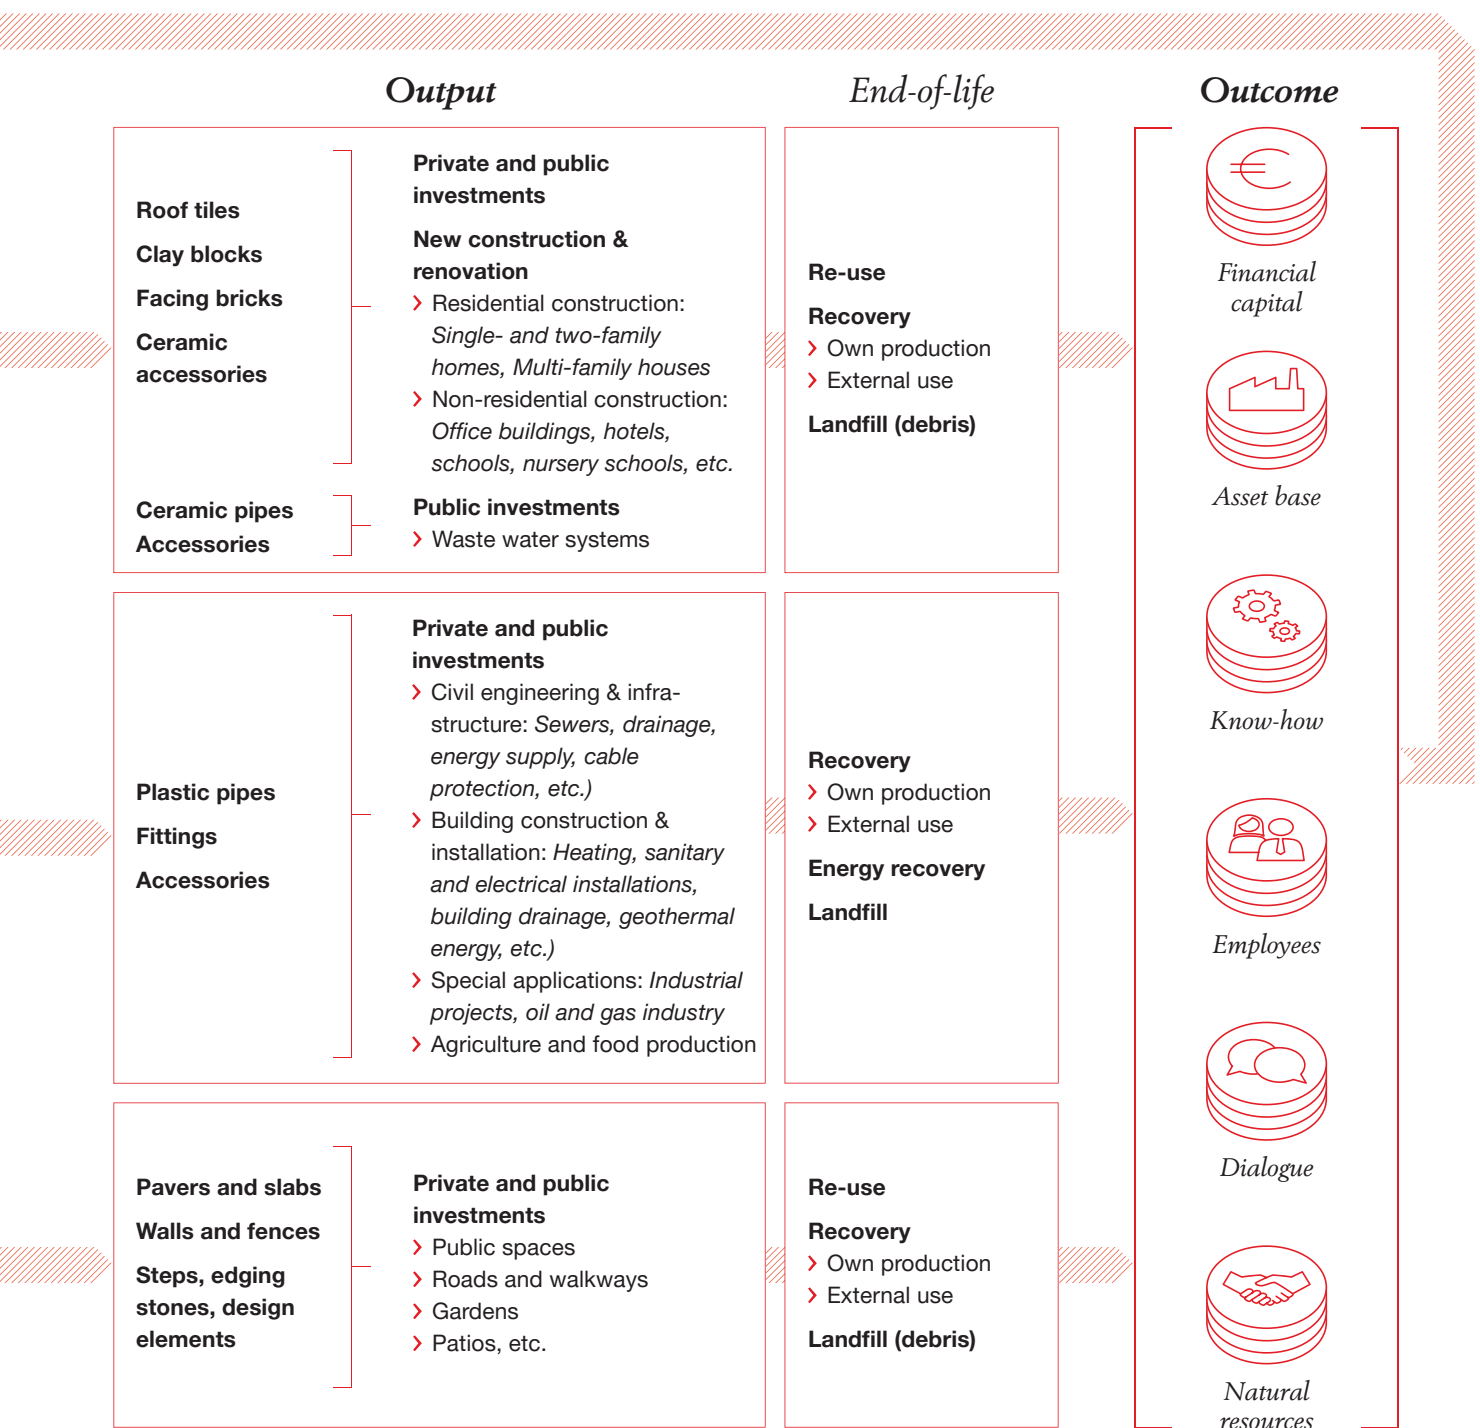 Output
End-of-life
Outcome
Roof tiles
Clay blocks
Facing bricks
Ceramic
accessories
Private and public
investments
New construction &
renovation
Residential construction:
Single- and two-family
homes, Multi-family houses
Non-residential construction:
Office buildings, hotels,
schools, nursery schools, etc.
Ceramic pipes
Accessories
Public investments
Waste water systems
Re-use
Recovery
Own production
External use
Landfill (debris)
Plastic pipes
Fittings
Accessories
Private and public
investments
Civil engineering & infra-
structure: Sewers, drainage,
energy supply, cable
protection, etc.)
Building construction &
installation: Heating, sanitary
and electrical installations,
building drainage, geothermal
energy, etc.)
Special applications: Industrial
projects, oil and gas industry
Agriculture and food production
Recovery
Own production
External use
Energy recovery
Landfill
Pavers and slabs
Walls and fences
Steps, edging
stones, design
elements
Private and public
investments
Public spaces
Roads and walkways
Gardens
Patios, etc.
Re-use
Recovery
Own production
External use
Landfill (debris)
Financial
capital
Asset base
Know-how
Employees
Dialogue
Natural
resources